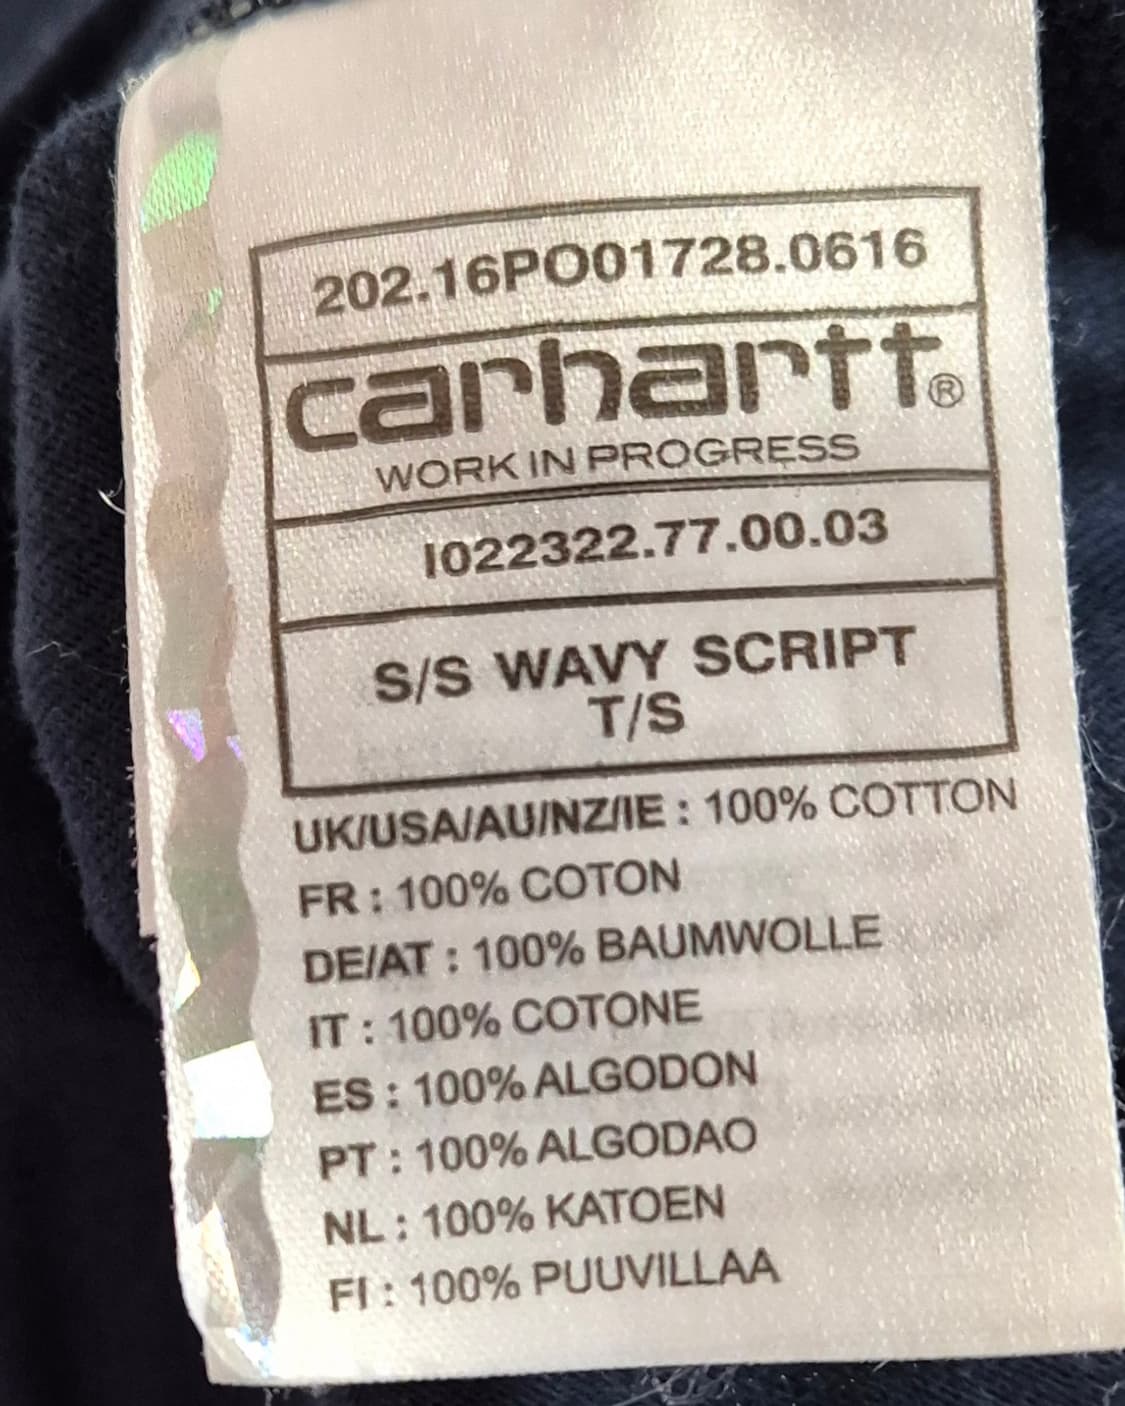 202.16PO01728.0616
carhartt®
WORK IN PROGRESS
I022322.77.00.03
S/S WAVY SCRIPT
T/S
UK/USA/AU/NZ/IE : 100% COTTON
FR : 100% COTON
DE/AT : 100% BAUMWOLLE
IT : 100% COTONE
ES : 100% ALGODON
PT : 100% ALGODAO
NL : 100% KATOEN
FI : 100% PUUVILLAA